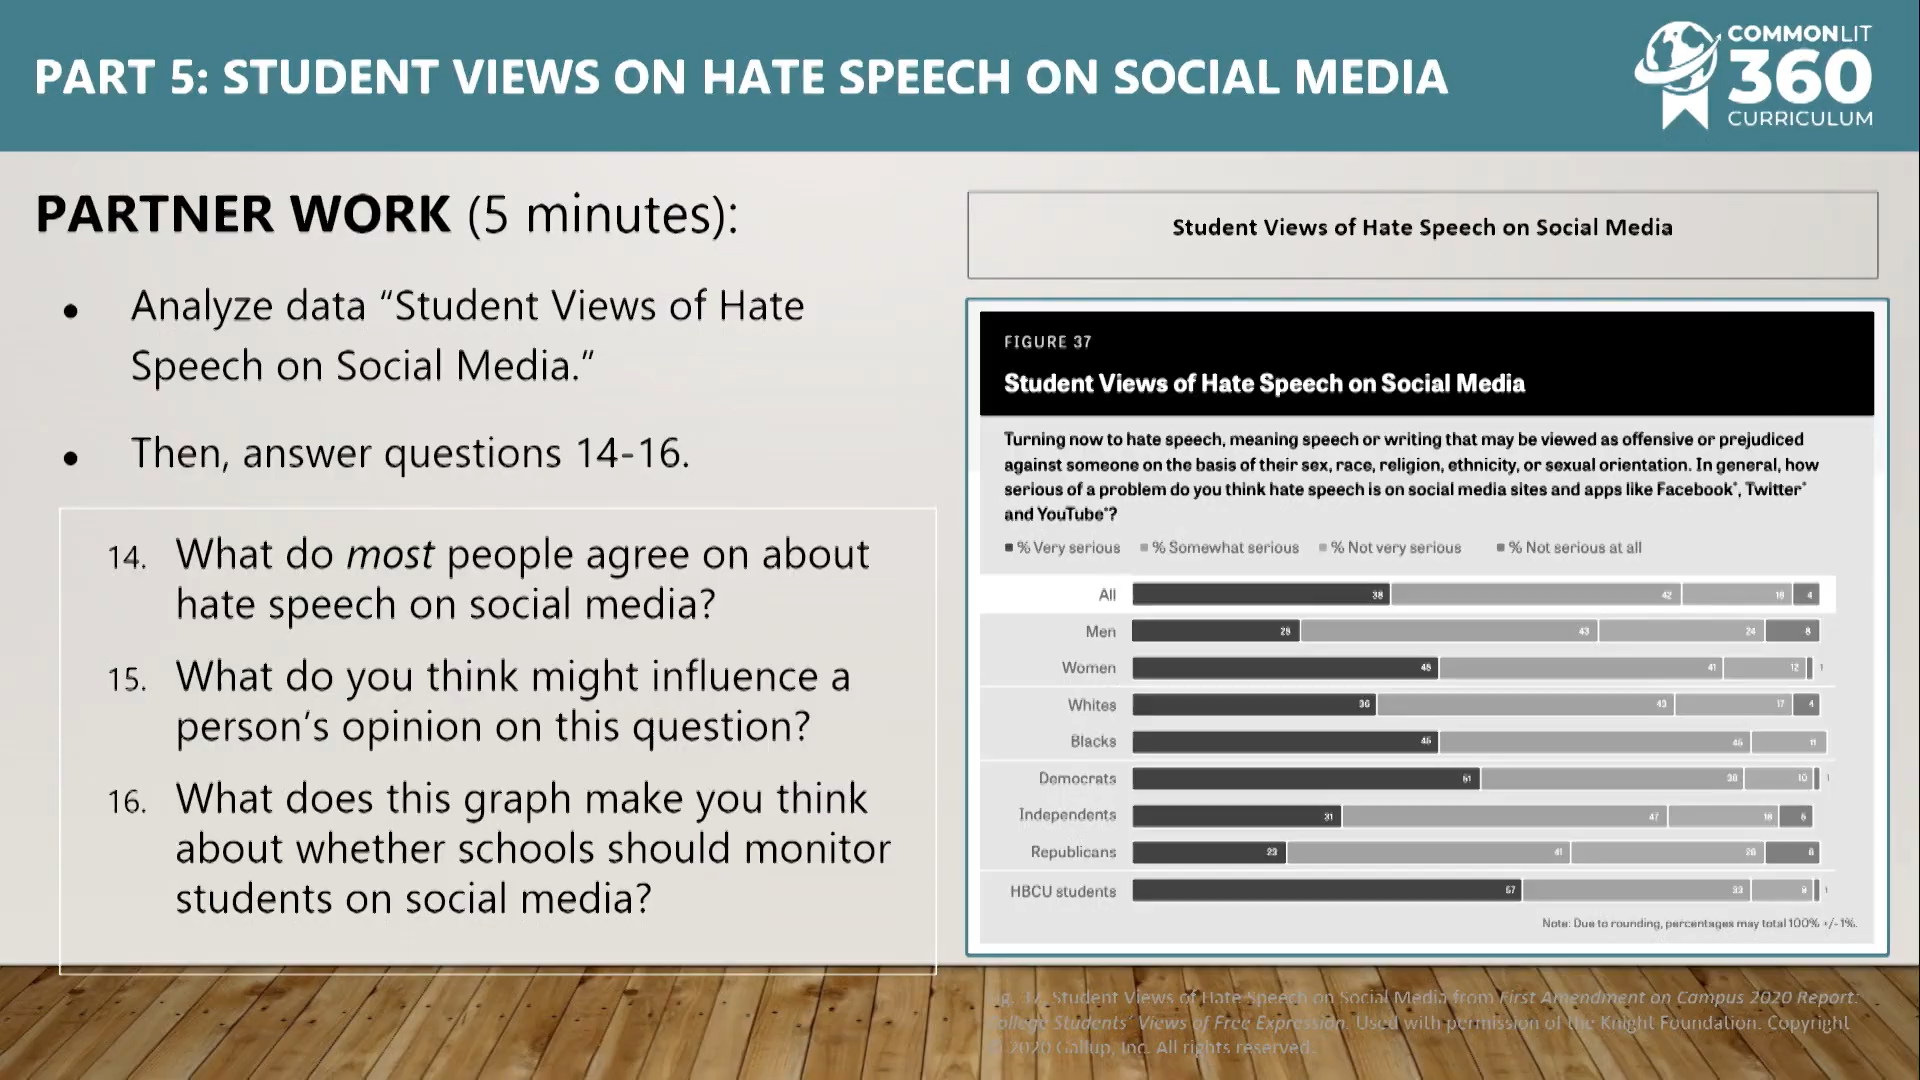 PART 5: STUDENT VIEWS ON HATE SPEECH ON SOCIAL MEDIA
COMMONLIT
360
CURRICULUM
PARTNER WORK (5 minutes):
● Analyze data “Student Views of Hate
Speech on Social Media.”
● Then, answer questions 14-16.
14. What do most people agree on about
hate speech on social media?
15. What do you think might influence a
person’s opinion on this question?
16. What does this graph make you think
about whether schools should monitor
students on social media?
Student Views of Hate Speech on Social Media
FIGURE 37
Student Views of Hate Speech on Social Media
Turning now to hate speech, meaning speech or writing that may be viewed as offensive or prejudiced
against someone on the basis of their sex, race, religion, ethnicity, or sexual orientation. In general, how
serious of a problem do you think hate speech is on social media sites and apps like Facebook*, Twitter*
and YouTube*?
% Very serious % Somewhat serious % Not very serious % Not serious at all
All 38 42 4
Men 43 24 8
Women 41 12 1
Whites 36 43 17 4
Blacks 11
Democrats 51 10 1
Independents 31 47
Republicans 23 41
HBCU students 57 33 1
Note: Due to rounding, percentages may total 100% +/- 1%.
Student Views of Hate Speech on Social Media from First Amendment on Campus 2020 Report:
College Students’ Views of Free Expression. Used with permission of the Knight Foundation. Copyright
© 2020 Gallup, Inc. All rights reserved.